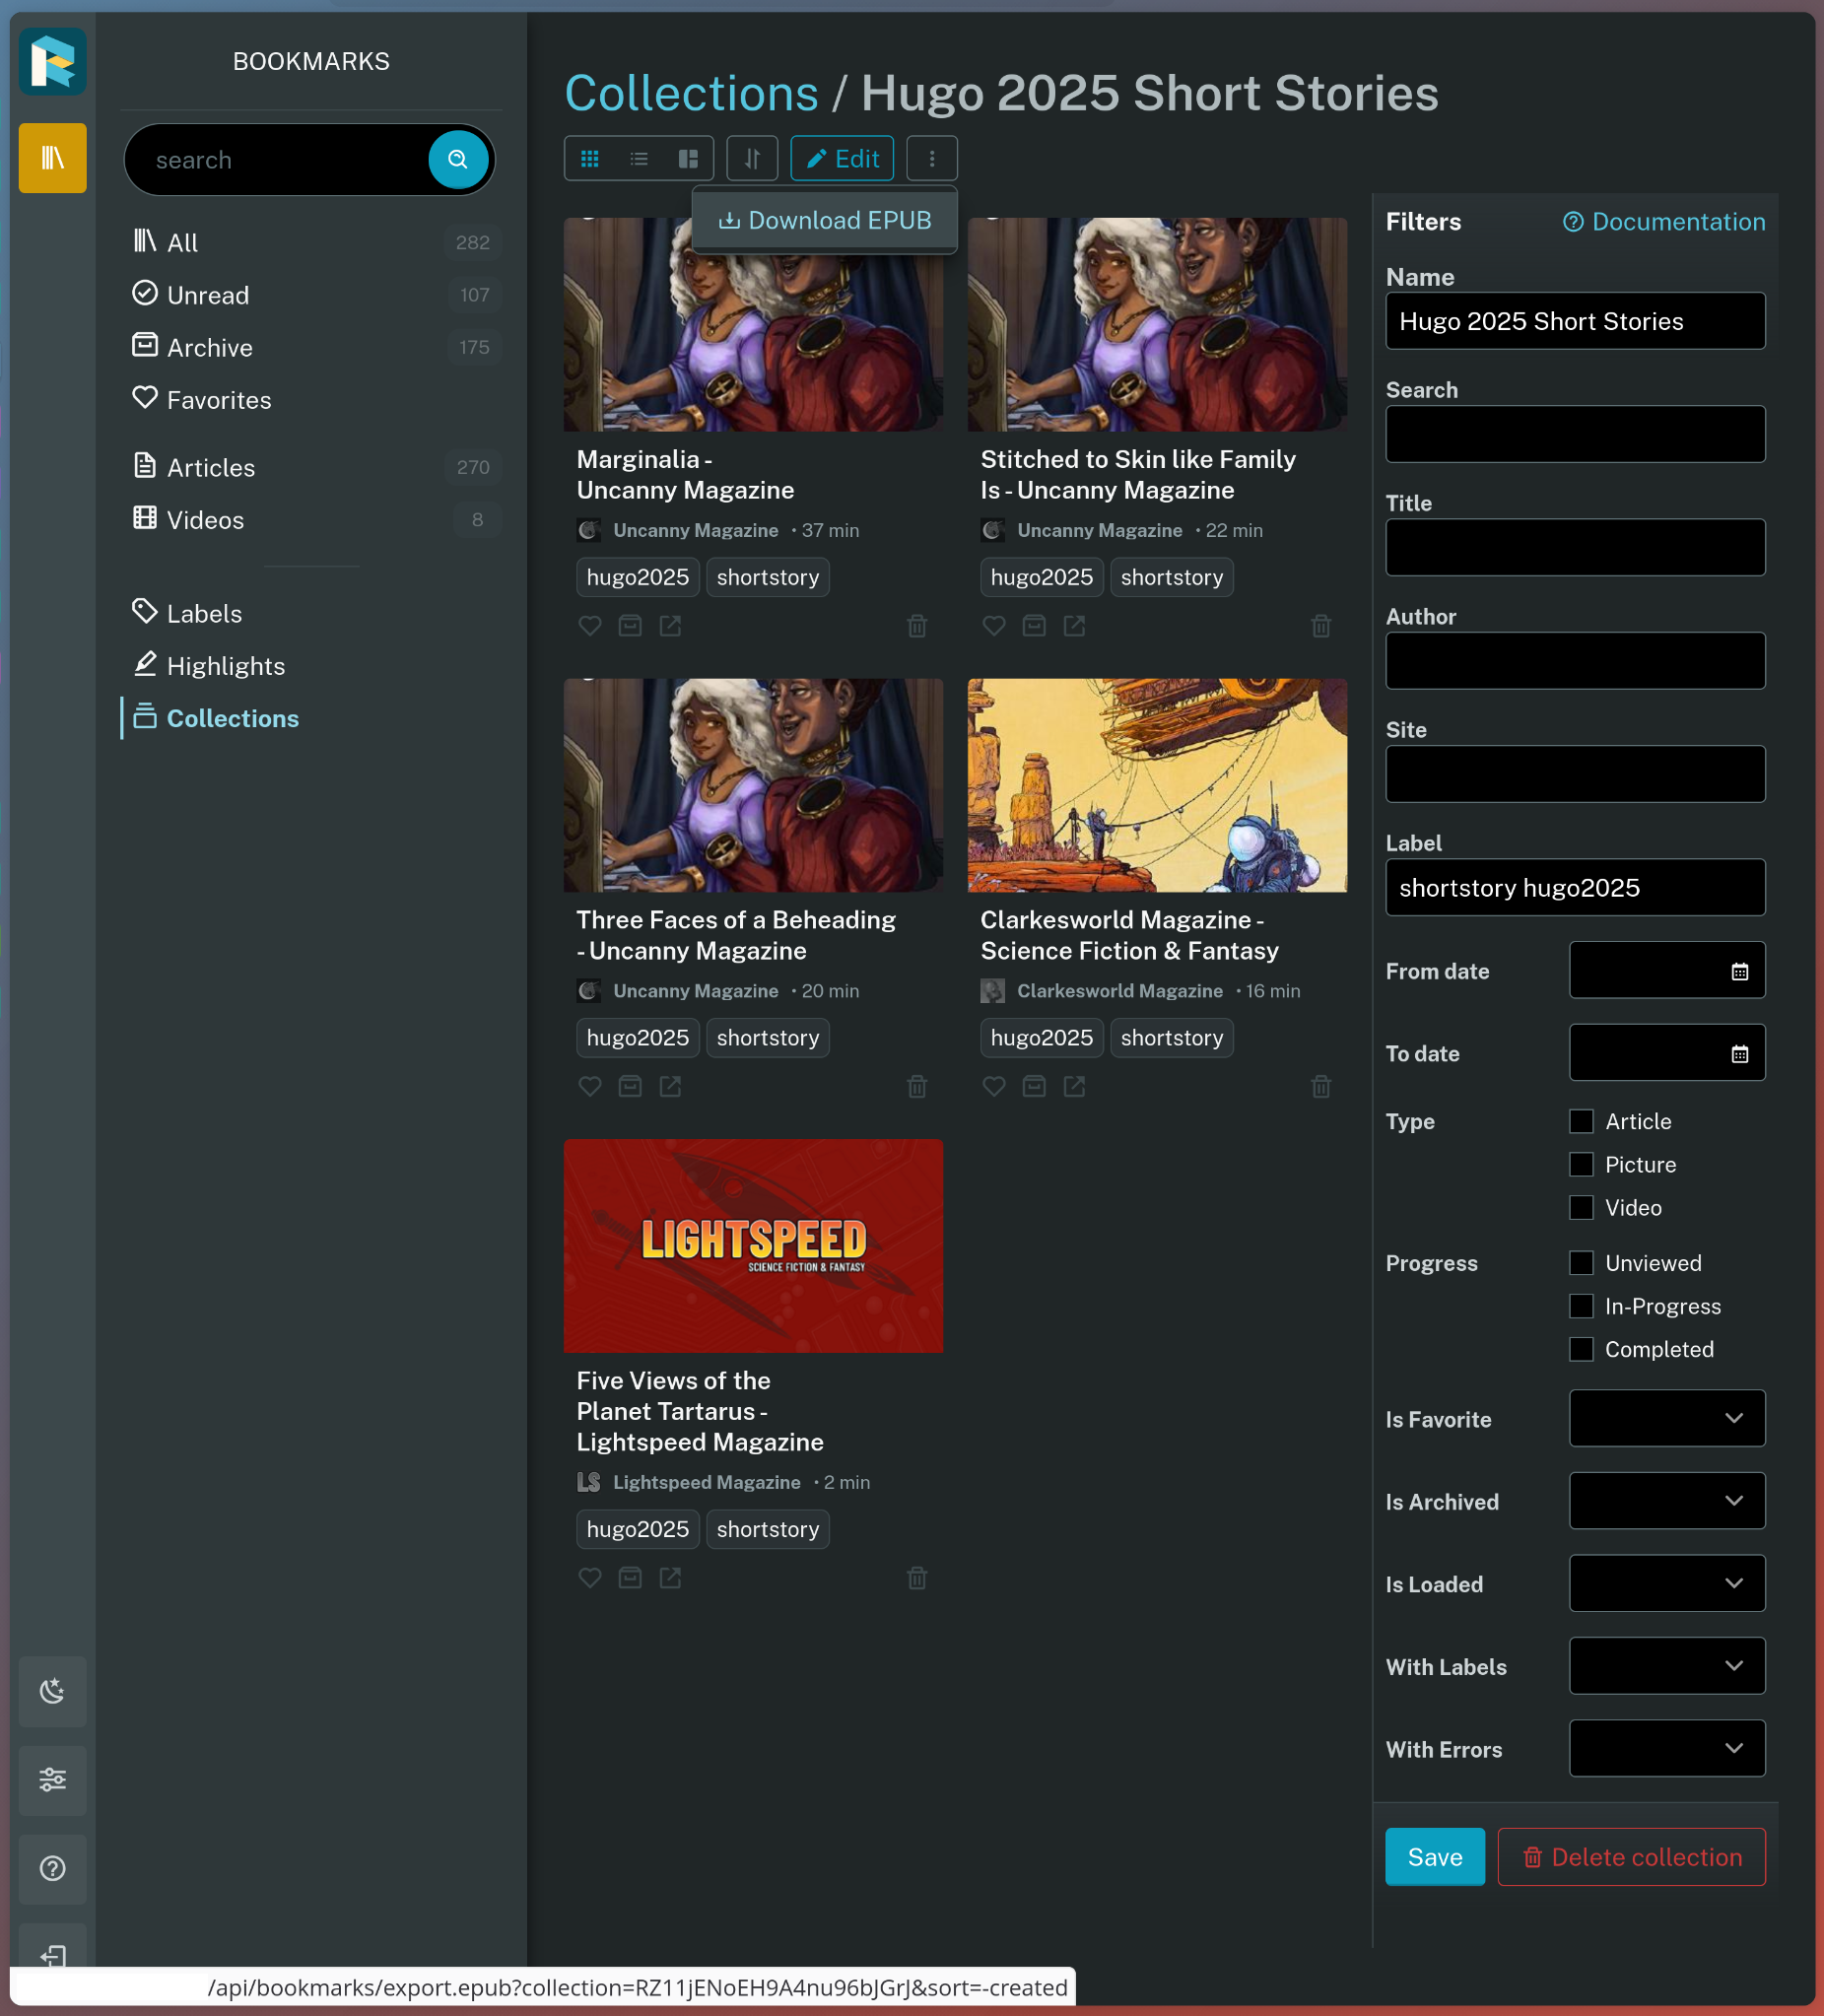 BOOKMARKS
search
All 282
Unread 107
Archive 175
Favorites
Articles 270
Videos 8
Labels
Highlights
Collections
Collections / Hugo 2025 Short Stories
Edit
Download EPUB
Marginalia -
Uncanny Magazine
Uncanny Magazine • 37 min
hugo2025 shortstory
Stitched to Skin like Family
Is - Uncanny Magazine
Uncanny Magazine • 22 min
hugo2025 shortstory
Three Faces of a Beheading
- Uncanny Magazine
Uncanny Magazine • 20 min
hugo2025 shortstory
Clarkesworld Magazine -
Science Fiction & Fantasy
Clarkesworld Magazine • 16 min
hugo2025 shortstory
LIGHTSPEED
SCIENCE FICTION & FANTASY
Five Views of the
Planet Tartarus -
Lightspeed Magazine
LS Lightspeed Magazine • 2 min
hugo2025 shortstory
Filters Documentation
Name
Hugo 2025 Short Stories
Search
Title
Author
Site
Label
shortstory hugo2025
From date
To date
Type Article
Picture
Video
Progress Unviewed
In-Progress
Completed
Is Favorite
Is Archived
Is Loaded
With Labels
With Errors
Save Delete collection
/api/bookmarks/export.epub?collection=RZ11jENoEH9A4nu96bJGrJ&sort=-created